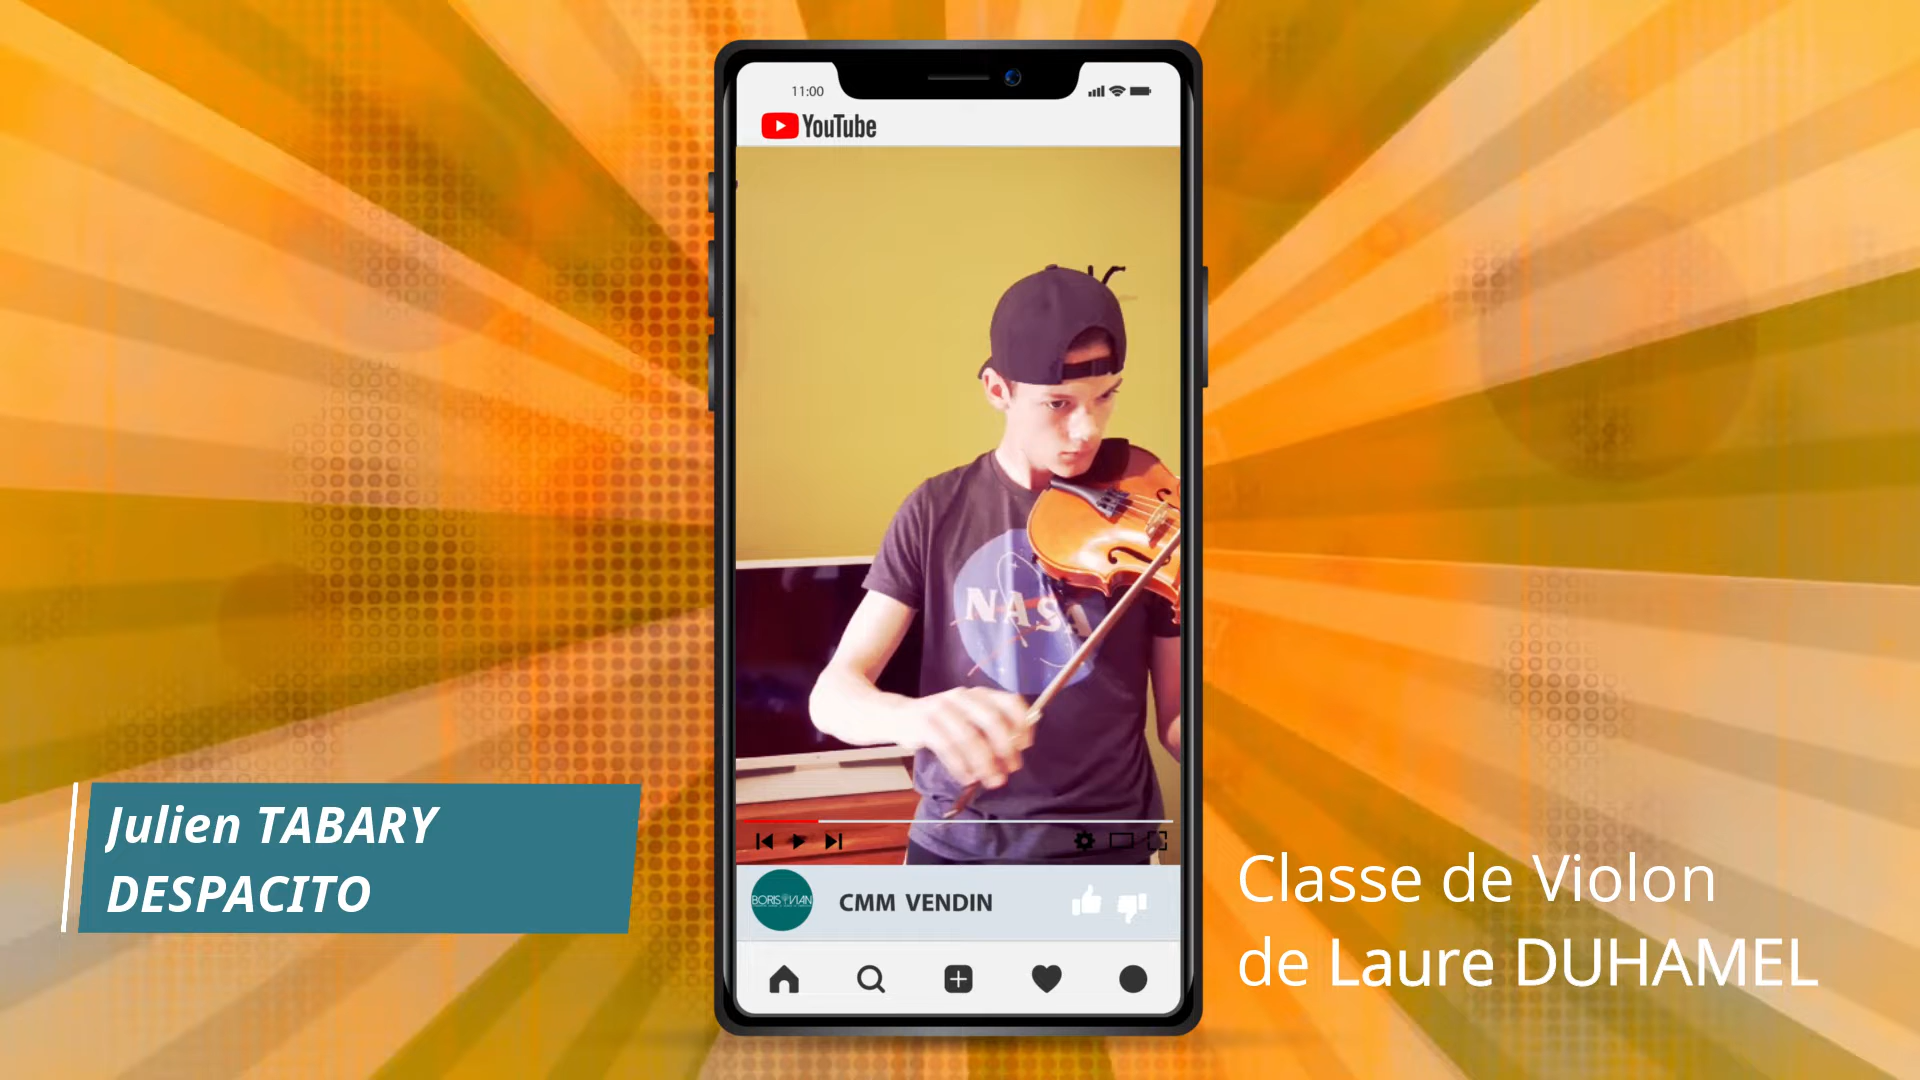 11:00
YouTube
NASA
Julien TABARY
DESPACITO
BORIS VIAN
CMM VENDIN
Classe de Violon
de Laure DUHAMEL